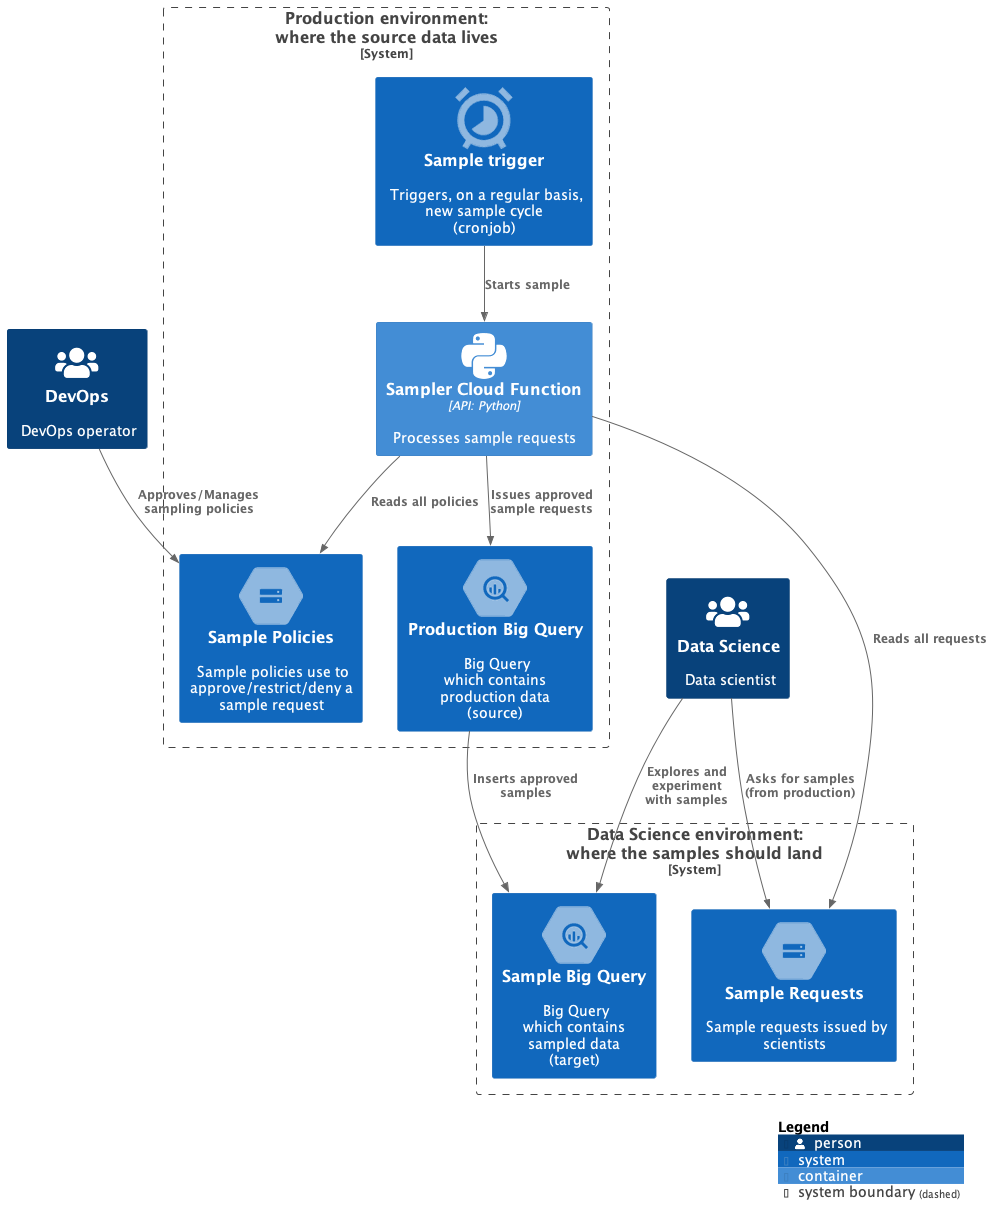 Production environment:
where the source data lives
[System]
Sample trigger
Triggers, on a regular basis,
new sample cycle
(cronjob)
Starts sample
Sampler Cloud Function
[API: Python]
Processes sample requests
DevOps
DevOps operator
Approves/Manages
sampling policies
Reads all policies
Issues approved
sample requests
Sample Policies
Sample policies use to
approve/restrict/deny a
sample request
Production Big Query
Big Query
which contains
production data
(source)
Data Science
Data scientist
Reads all requests
Inserts approved
samples
Explores and
experiment
with samples
Asks for samples
(from production)
Data Science environment:
where the samples should land
[System]
Sample Big Query
Big Query
which contains
sampled data
(target)
Sample Requests
Sample requests issued by
scientists
Legend
person
system
container
system boundary (dashed)